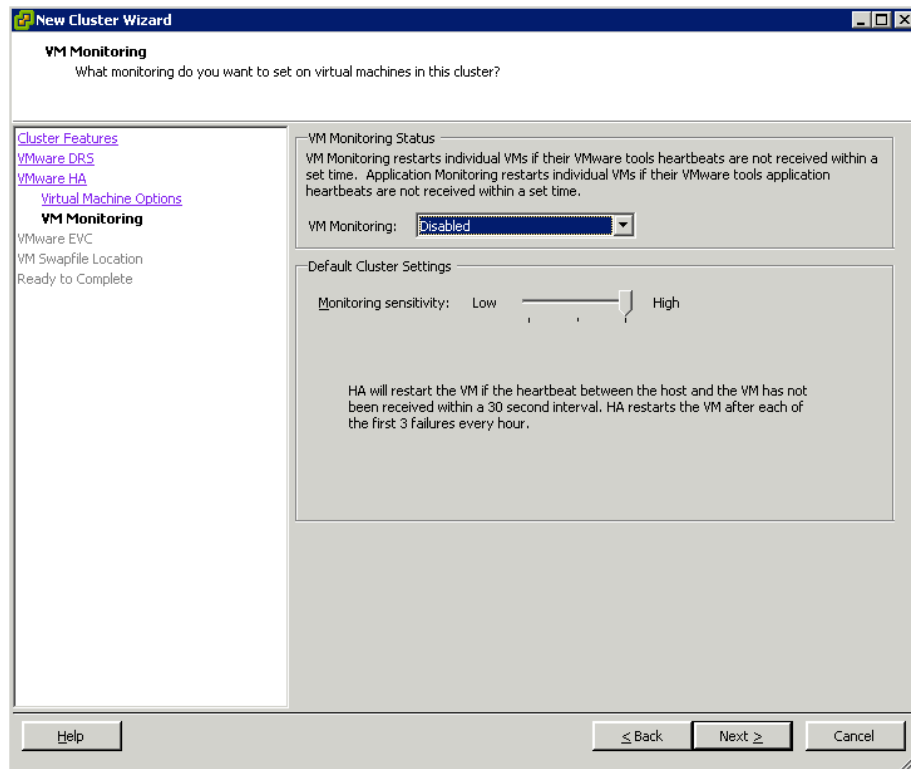 New Cluster Wizard
VM Monitoring
What monitoring do you want to set on virtual machines in this cluster?
Cluster Features
VMware DRS
VMware HA
Virtual Machine Options
VM Monitoring
VMware EVC
VM Swapfile Location
Ready to Complete
VM Monitoring Status
VM Monitoring restarts individual VMs if their VMware tools heartbeats are not received within a
set time. Application Monitoring restarts individual VMs if their VMware tools application
heartbeats are not received within a set time.
VM Monitoring: Disabled
Default Cluster Settings
Monitoring sensitivity: Low High
HA will restart the VM if the heartbeat between the host and the VM has not
been received within a 30 second interval. HA restarts the VM after each of
the first 3 failures every hour.
Help ≤ Back Next ≥ Cancel